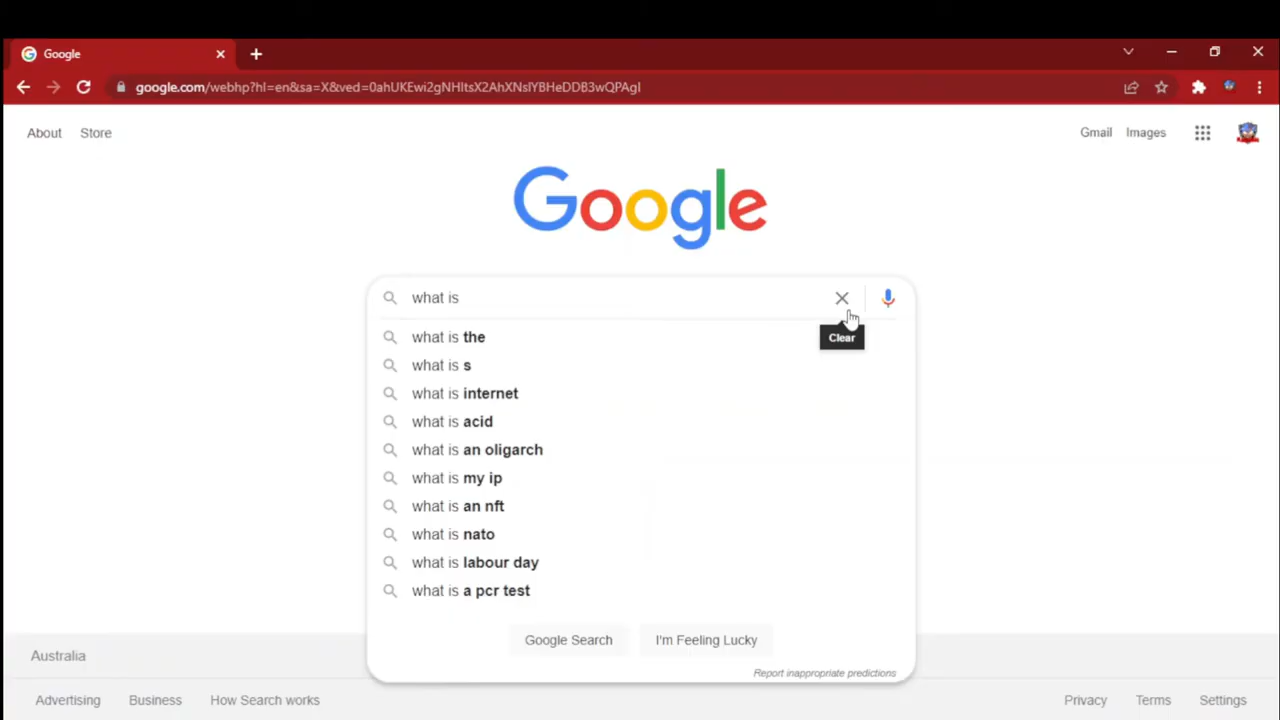 Google
google.com/webhp?hl=en&sa=X&ved=0ahUKEwi2gNHItsX2AhXNslYBHeDDB3wQPAgI
About Store
Gmail Images
Google
what is
Clear
what is the
what is s
what is internet
what is acid
what is an oligarch
what is my ip
what is an nft
what is nato
what is labour day
what is a pcr test
Google Search I'm Feeling Lucky
Report inappropriate predictions
Australia
Advertising Business How Search works
Privacy Terms Settings